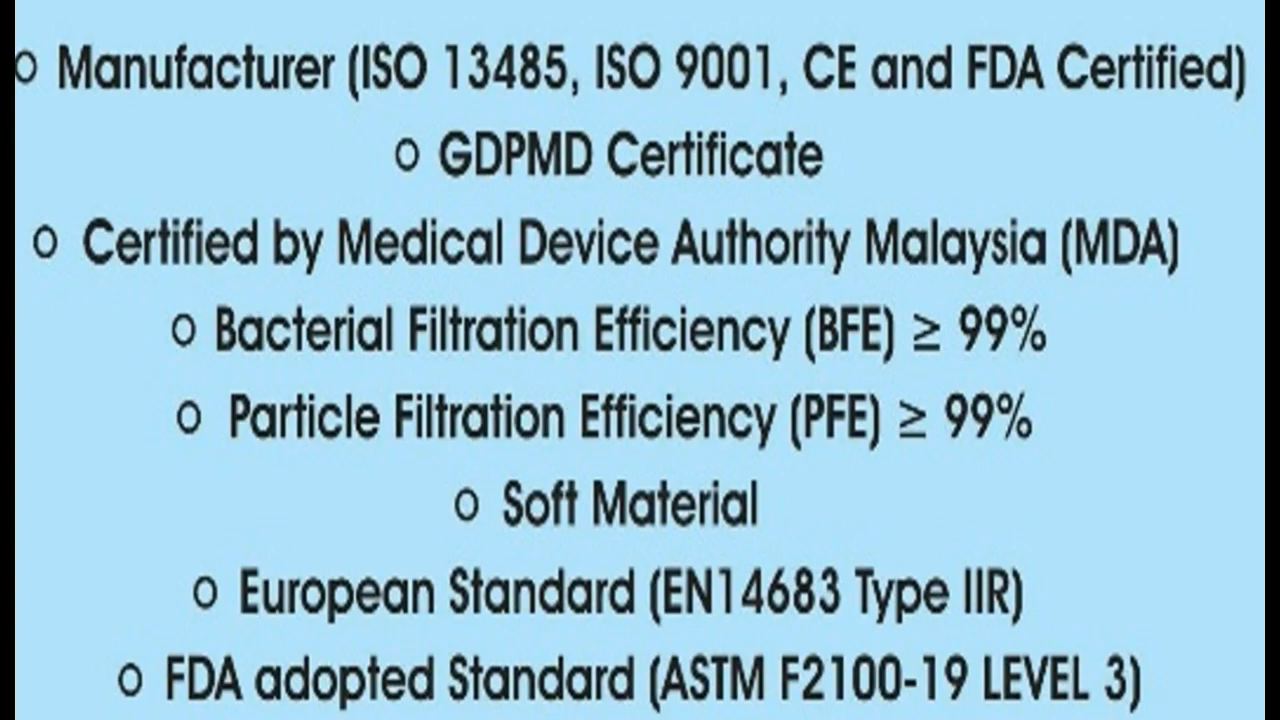 o Manufacturer (ISO 13485, ISO 9001, CE and FDA Certified)
o GDPMD Certificate
o Certified by Medical Device Authority Malaysia (MDA)
o Bacterial Filtration Efficiency (BFE) ≥ 99%
o Particle Filtration Efficiency (PFE) ≥ 99%
o Soft Material
o European Standard (EN14683 Type IIR)
o FDA adopted Standard (ASTM F2100-19 LEVEL 3)